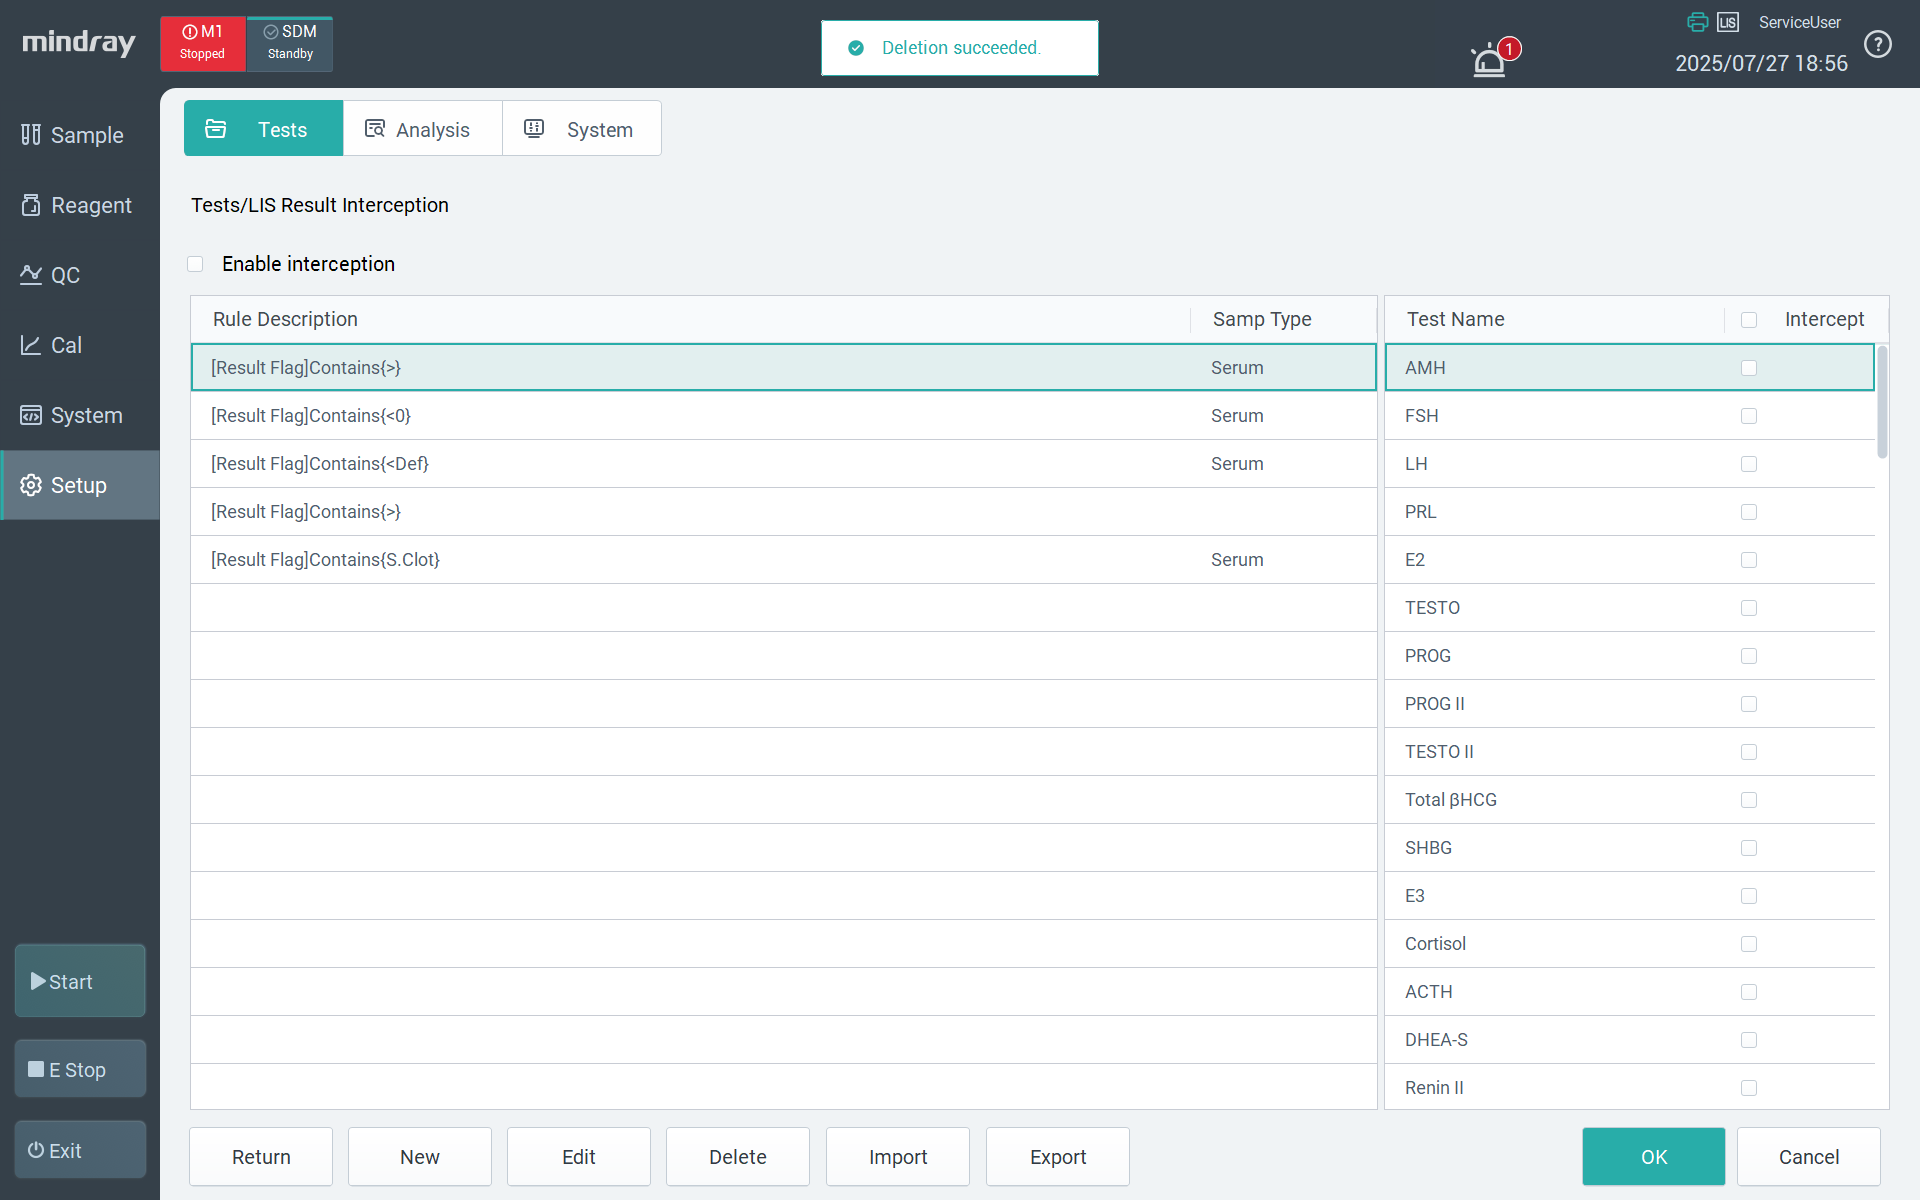 mindray
M1
Stopped
SDM
Standby
Deletion succeeded.
1
LIS
ServiceUser
2025/07/27 18:56
?
Sample
Reagent
QC
Cal
System
Setup
Start
E Stop
Exit
Tests
Analysis
System
Tests/LIS Result Interception
Enable interception
Rule Description
Samp Type
[Result Flag]Contains{>}
Serum
[Result Flag]Contains{<0}
Serum
[Result Flag]Contains{<Def}
Serum
[Result Flag]Contains{>}
[Result Flag]Contains{S.Clot}
Serum
Test Name
Intercept
AMH
FSH
LH
PRL
E2
TESTO
PROG
PROG II
TESTO II
Total βHCG
SHBG
E3
Cortisol
ACTH
DHEA-S
Renin II
Return
New
Edit
Delete
Import
Export
OK
Cancel